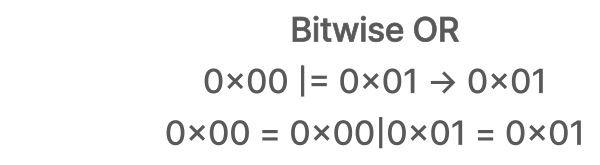 Bitwise OR
0×00 |= 0×01 → 0×01
0×00 = 0×00|0×01 = 0×01